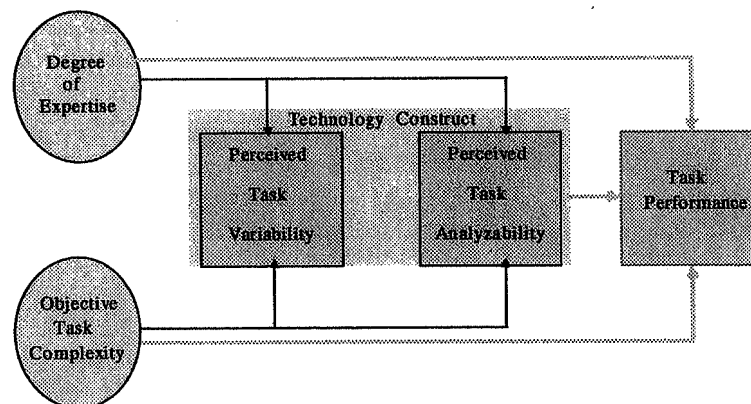 Degree
of
Expertise
Technology Construct
Perceived
Task
Variability
Perceived
Task
Analyzability
Task
Performance
Objective
Task
Complexity